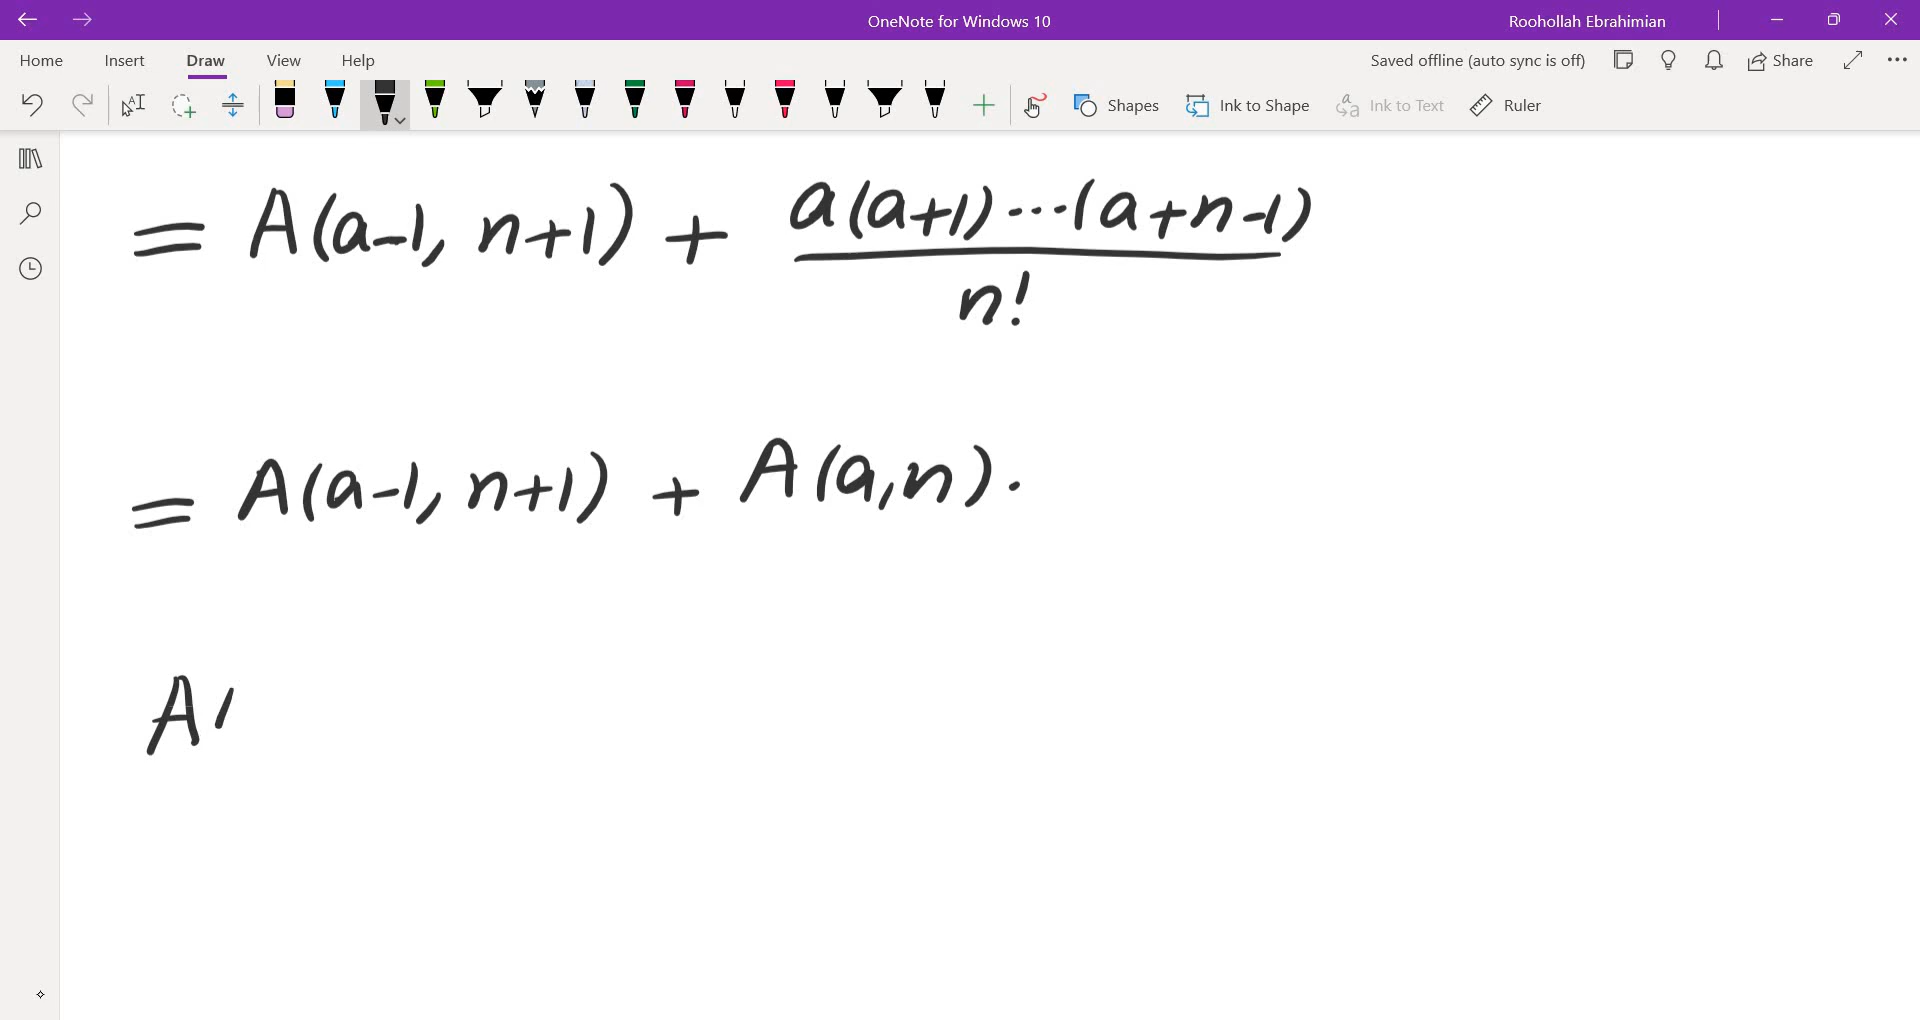 OneNote for Windows 10
Roohollah Ebrahimian
Home Insert Draw View Help
Saved offline (auto sync is off) Share
Shapes Ink to Shape Ink to Text Ruler
= A(a-1, n+1) + a(a+1)...(a+n-1)
n!
= A(a-1, n+1) + A(a,n).
A(